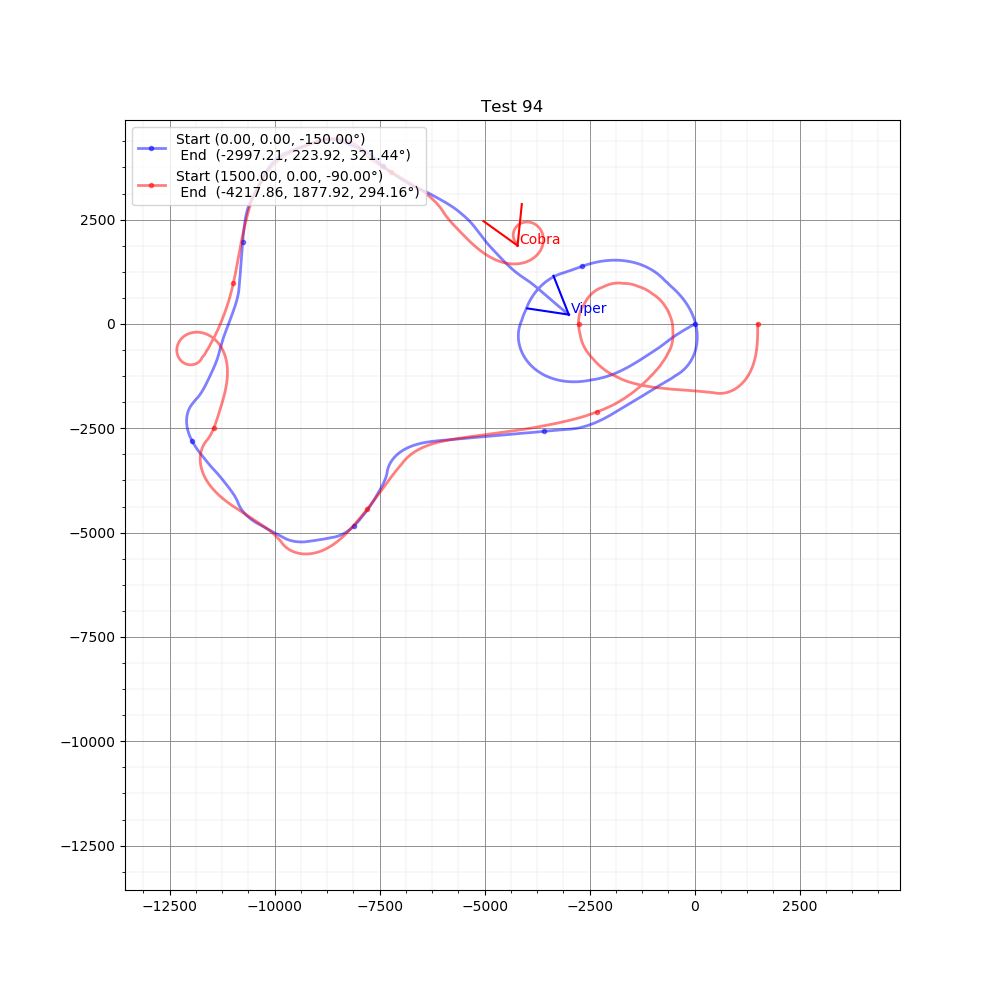 Test 94
Start (0.00, 0.00, -150.00°)
End (-2997.21, 223.92, 321.44°)
Start (1500.00, 0.00, -90.00°)
End (-4217.86, 1877.92, 294.16°)
Cobra
Viper
2500
0
−2500
−5000
−7500
−10000
−12500
−12500 −10000 −7500 −5000 −2500 0 2500